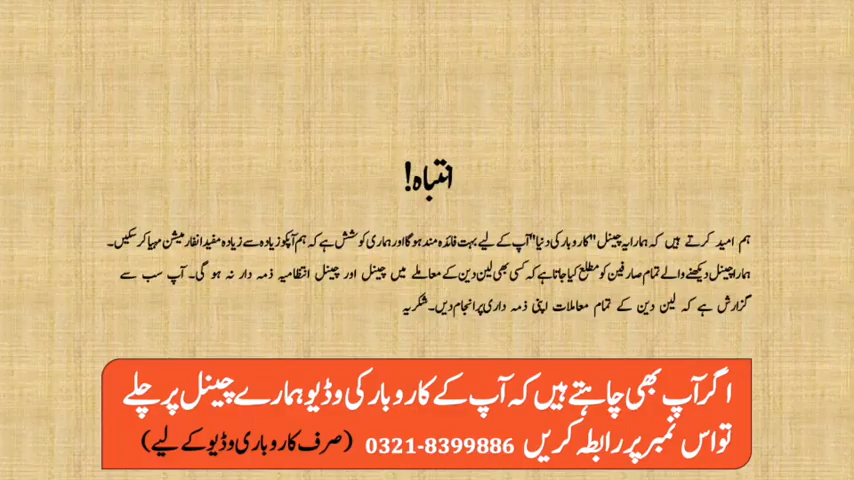 انتباہ!
ہم امید کرتے ہیں کہ ہمارا یہ چینل "کاروبار کی دنیا" آپ کے لیے بہت فائدہ مند ہو گا اور ہماری کوشش ہے کہ ہم آپکو زیادہ سے زیادہ مفید انفارمیشن مہیا کر سکیں۔
ہمارا چینل دیکھنے والے تمام صارفین کو مطلع کیا جاتا ہے کہ کسی بھی لین دین کے معاملے میں چینل اور چینل انتظامیہ ذمہ دار نہ ہو گی۔ آپ سب سے
گزارش ہے کہ لین دین کے تمام معاملات اپنی ذمہ داری پر انجام دیں۔ شکریہ
اگر آپ بھی چاہتے ہیں کہ آپ کے کاروبار کی وڈیو ہمارے چینل پر چلے
تو اس نمبر پر رابطہ کریں 0321-8399886 (صرف کاروباری وڈیو کے لیے)